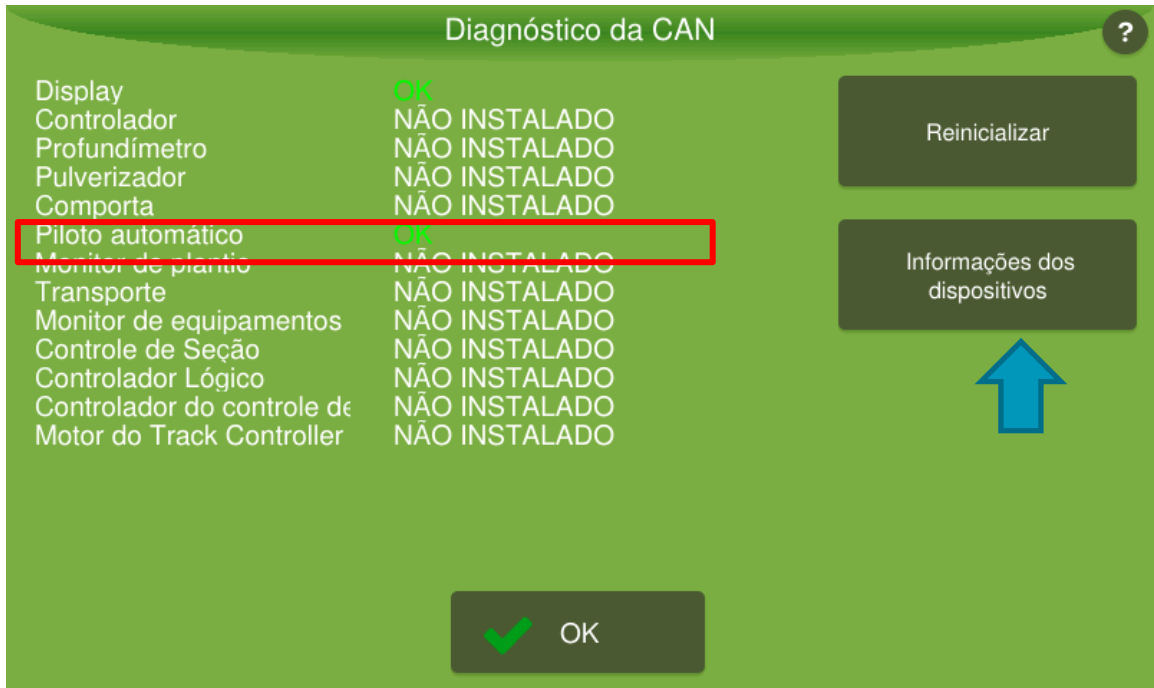 Diagnóstico da CAN
?
Display OK
Controlador NÃO INSTALADO
Profundímetro NÃO INSTALADO
Pulverizador NÃO INSTALADO
Comporta NÃO INSTALADO
Piloto automático OK
Monitor de plantio NÃO INSTALADO
Transporte NÃO INSTALADO
Monitor de equipamentos NÃO INSTALADO
Controle de Seção NÃO INSTALADO
Controlador Lógico NÃO INSTALADO
Controlador do controle de NÃO INSTALADO
Motor do Track Controller NÃO INSTALADO
Reinicializar
Informações dos
dispositivos
OK